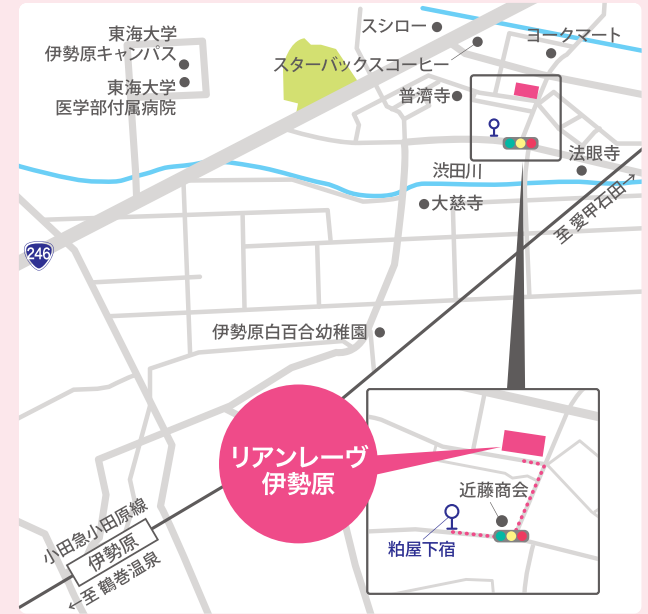 東海大学
伊勢原キャンパス
東海大学
医学部付属病院
スシロー
ヨークマート
スターバックスコーヒー
普濟寺
法眼寺
渋田川
大慈寺
至 愛甲石田→
246
伊勢原白百合幼稚園
リアンレーヴ
伊勢原
近藤商会
粕屋下宿
小田急小田原線
伊勢原
←至 鶴巻温泉